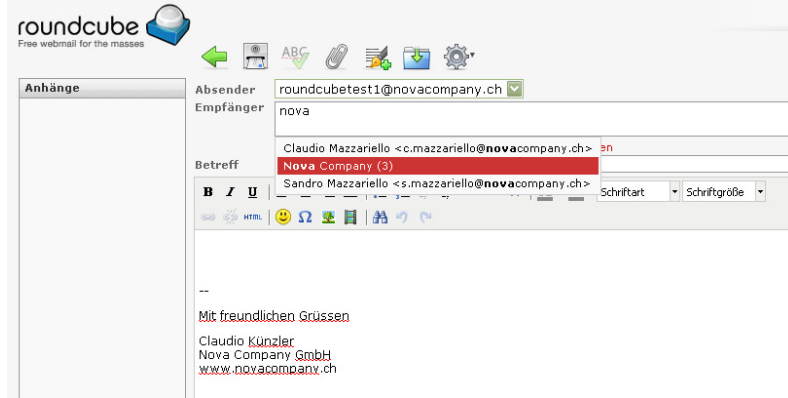 roundcube
Free webmail for the masses
ABC
Anhänge
Absender
roundcubetest1@novacompany.ch
Empfänger
nova
Claudio Mazzariello <c.mazzariello@novacompany.ch>
en
Nova Company (3)
Betreff
Sandro Mazzariello <s.mazzariello@novacompany.ch>
B I U
Schriftart
Schriftgröße
HTML
Ω
--
Mit freundlichen Grüssen
Claudio Künzler
Nova Company GmbH
www.novacompany.ch